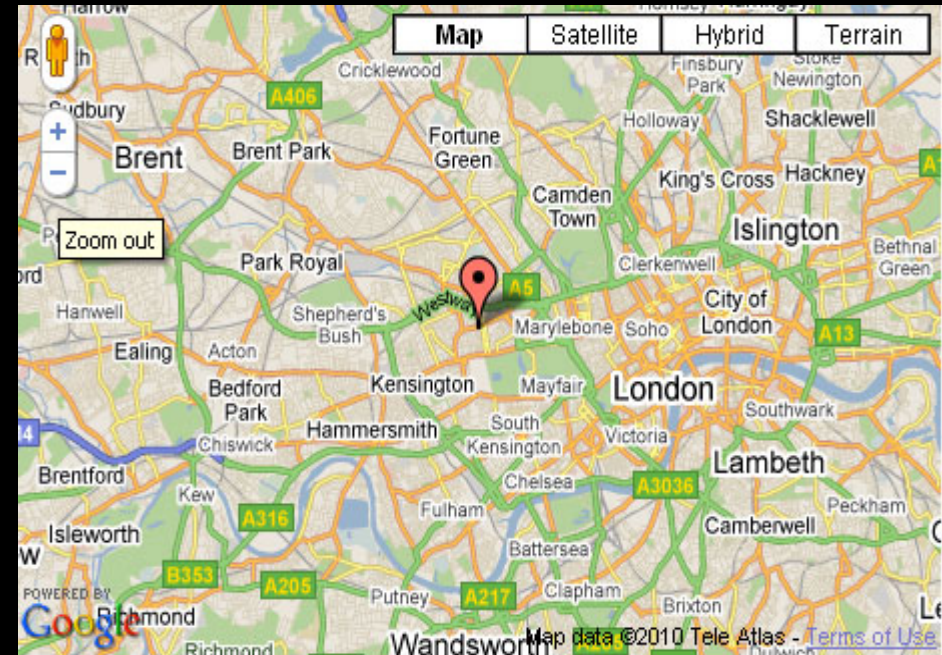 Harrow
Map Satellite Hybrid Terrain
Cricklewood
Finsbury
Park
Stoke
Newington
A406
Sudbury
+
Holloway
Shacklewell
Fortune
Green
Brent
Brent Park
−
King's Cross
Hackney
Camden
Town
Islington
Zoom out
Park Royal
Clerkenwell
Bethnal
Green
A5
Westway
City of
London
Hanwell
Shepherd's
Bush
Marylebone
Soho
A13
Ealing
Acton
Kensington
Mayfair
London
Bedford
Park
Southwark
Hammersmith
South
Kensington
Victoria
Chiswick
Lambeth
Brentford
Chelsea
A3036
Kew
Fulham
Peckham
A316
Camberwell
Isleworth
Battersea
B353
A205
Putney
A217
Clapham
Brixton
POWERED BY
Google
Richmond
Richmond
Wandsworth
A205
Map data ©2010 Tele Atlas - Terms of Use
Dulwich